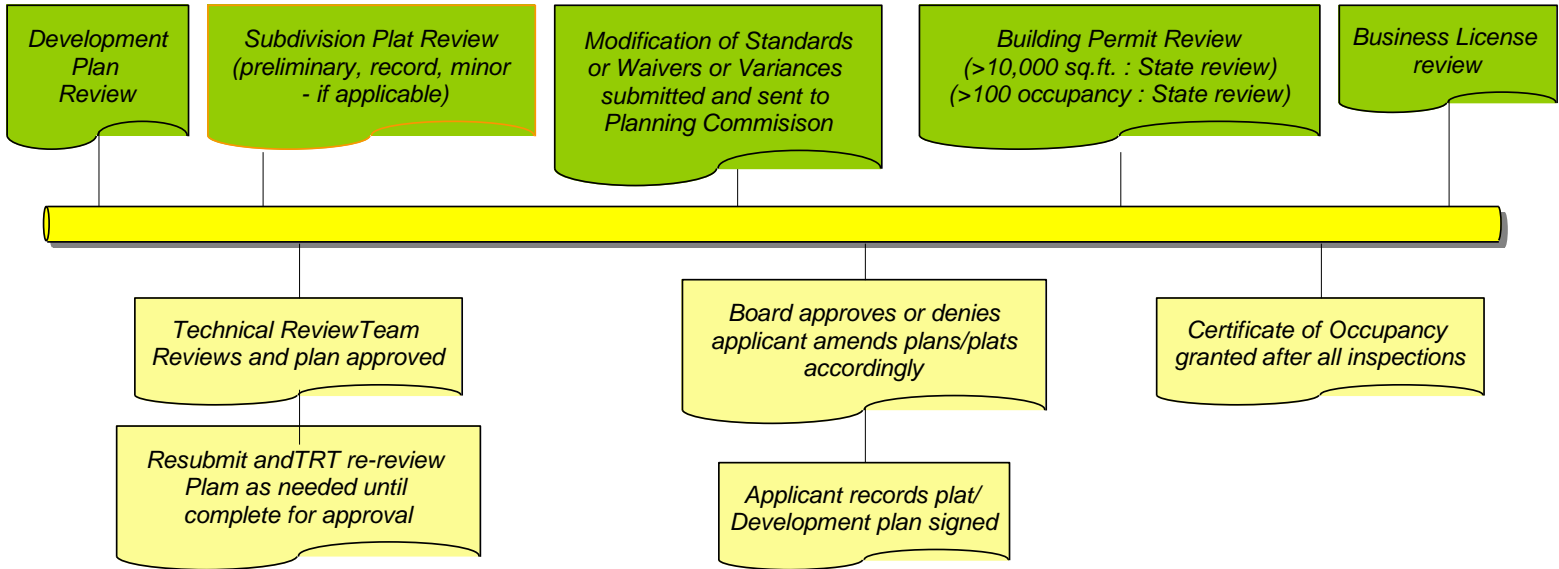 Development
Plan
Review
Subdivision Plat Review
(preliminary, record, minor
- if applicable)
Modification of Standards
or Waivers or Variances
submitted and sent to
Planning Commisison
Building Permit Review
(>10,000 sq.ft. : State review)
(>100 occupancy : State review)
Business License
review
Technical ReviewTeam
Reviews and plan approved
Resubmit andTRT re-review
Plam as needed until
complete for approval
Board approves or denies
applicant amends plans/plats
accordingly
Applicant records plat/
Development plan signed
Certificate of Occupancy
granted after all inspections